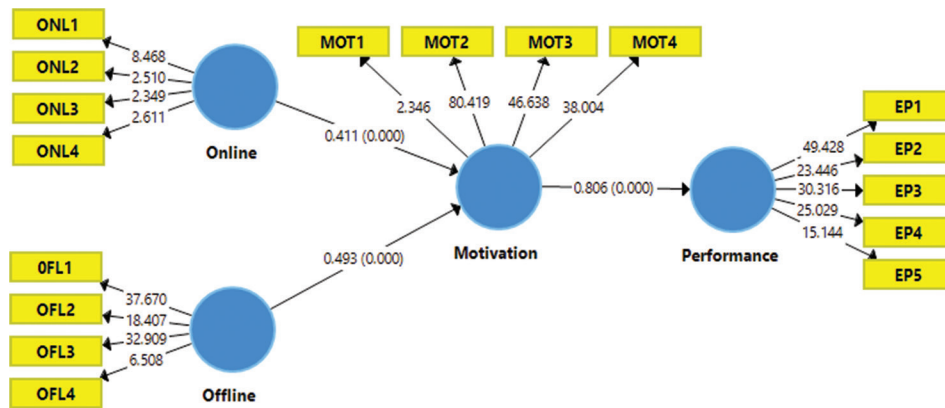 ONL1
ONL2
ONL3
ONL4
8.468
2.510
2.349
2.611
Online
MOT1
MOT2
MOT3
MOT4
2.346
80.419
46.638
38.004
0.411 (0.000)
Motivation
0.806 (0.000)
0.493 (0.000)
0FL1
OFL2
OFL3
OFL4
37.670
18.407
32.909
6.508
Offline
Performance
49.428
23.446
30.316
25.029
15.144
EP1
EP2
EP3
EP4
EP5